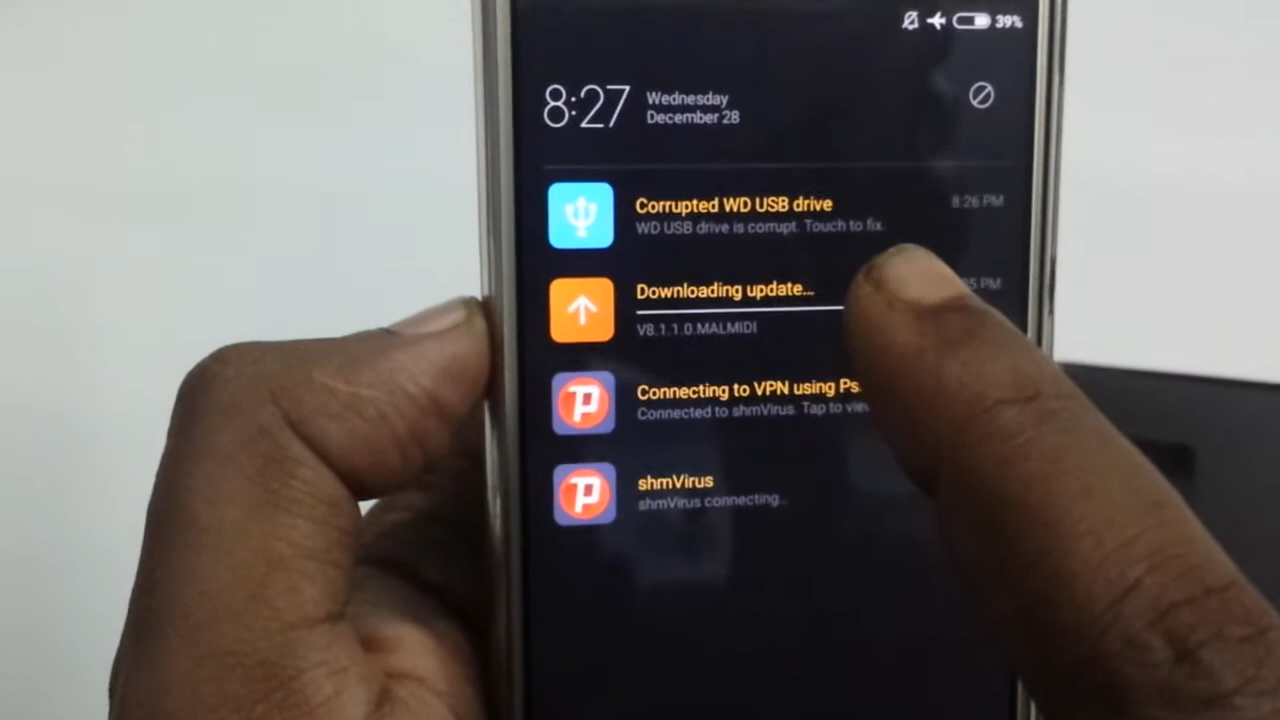 39%
8:27
Wednesday
December 28
Corrupted WD USB drive
8:26 PM
WD USB drive is corrupt. Touch to fix.
Downloading update...
5 PM
V8.1.1.0.MALMIDI
Connecting to VPN using Ps
Connected to shmVirus. Tap to view
shmVirus
shmVirus connecting..